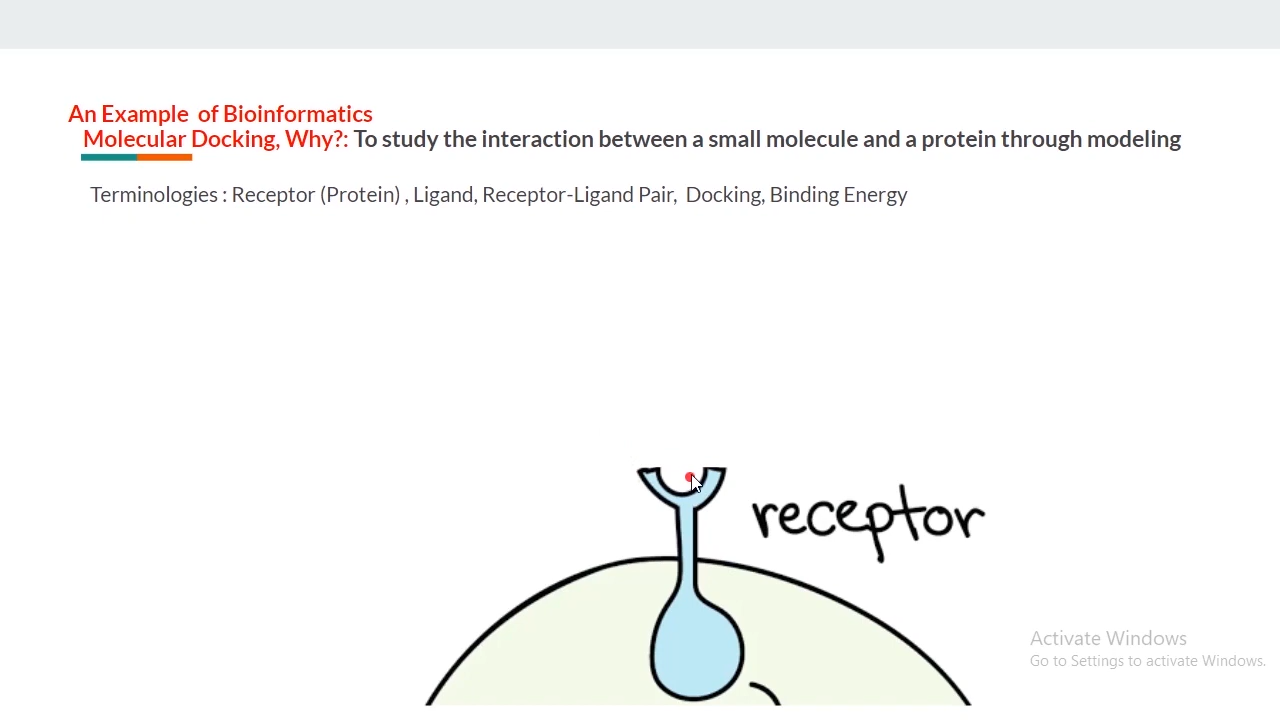 An Example of Bioinformatics
Molecular Docking, Why?: To study the interaction between a small molecule and a protein through modeling
Terminologies : Receptor (Protein) , Ligand, Receptor-Ligand Pair, Docking, Binding Energy
receptor
Activate Windows
Go to Settings to activate Windows.